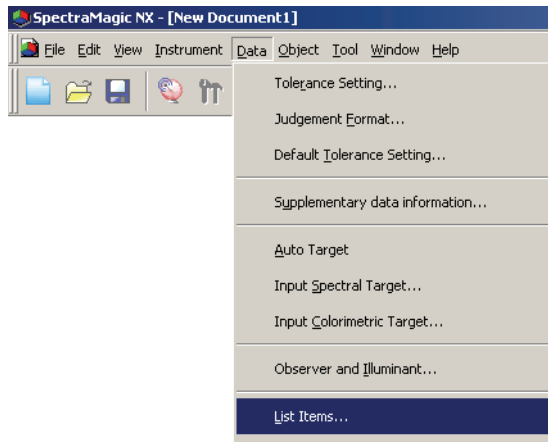 SpectraMagic NX - [New Document1]
File Edit View Instrument Data Object Tool Window Help
Tolerance Setting...
Judgement Format...
Default Tolerance Setting...
Supplementary data information...
Auto Target
Input Spectral Target...
Input Colorimetric Target...
Observer and Illuminant...
List Items...